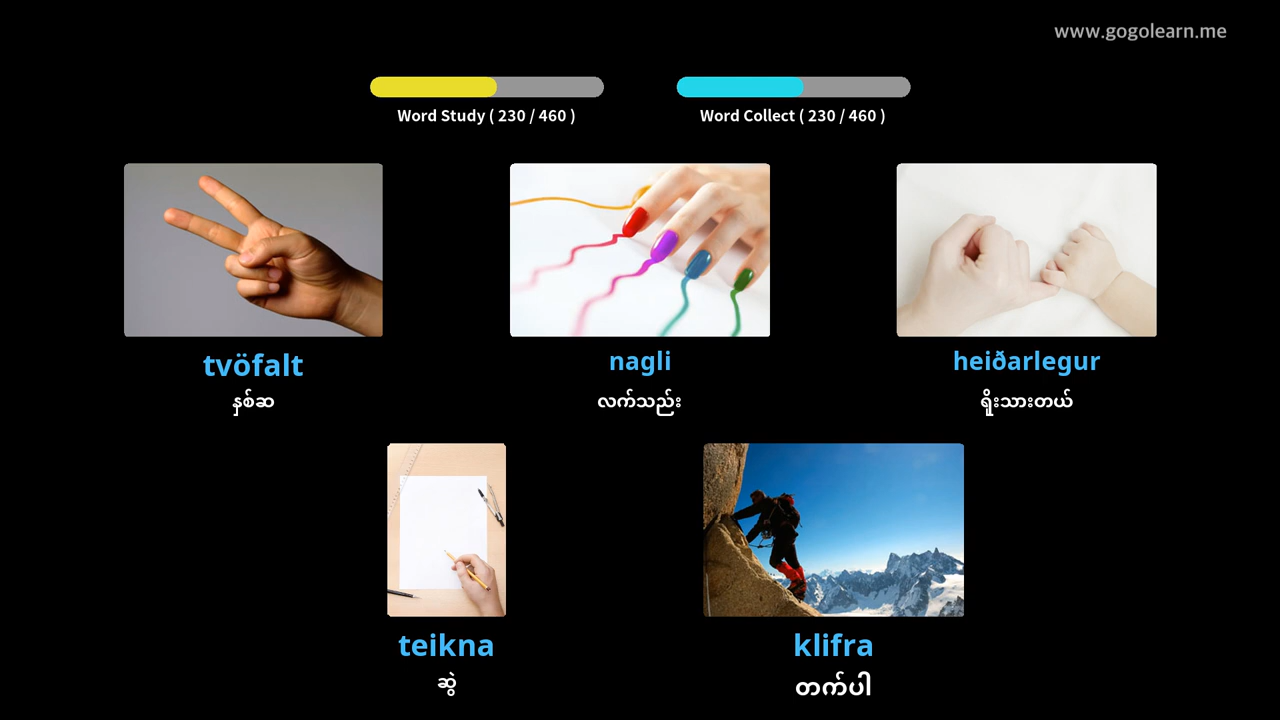 www.gogolearn.me
Word Study ( 230 / 460 )
Word Collect ( 230 / 460 )
tvöfalt
nagli
heiðarlegur
နှစ်ဆ
လက်သည်း
ရိုးသားတယ်
teikna
klifra
ဆွဲ
တက်ပါ